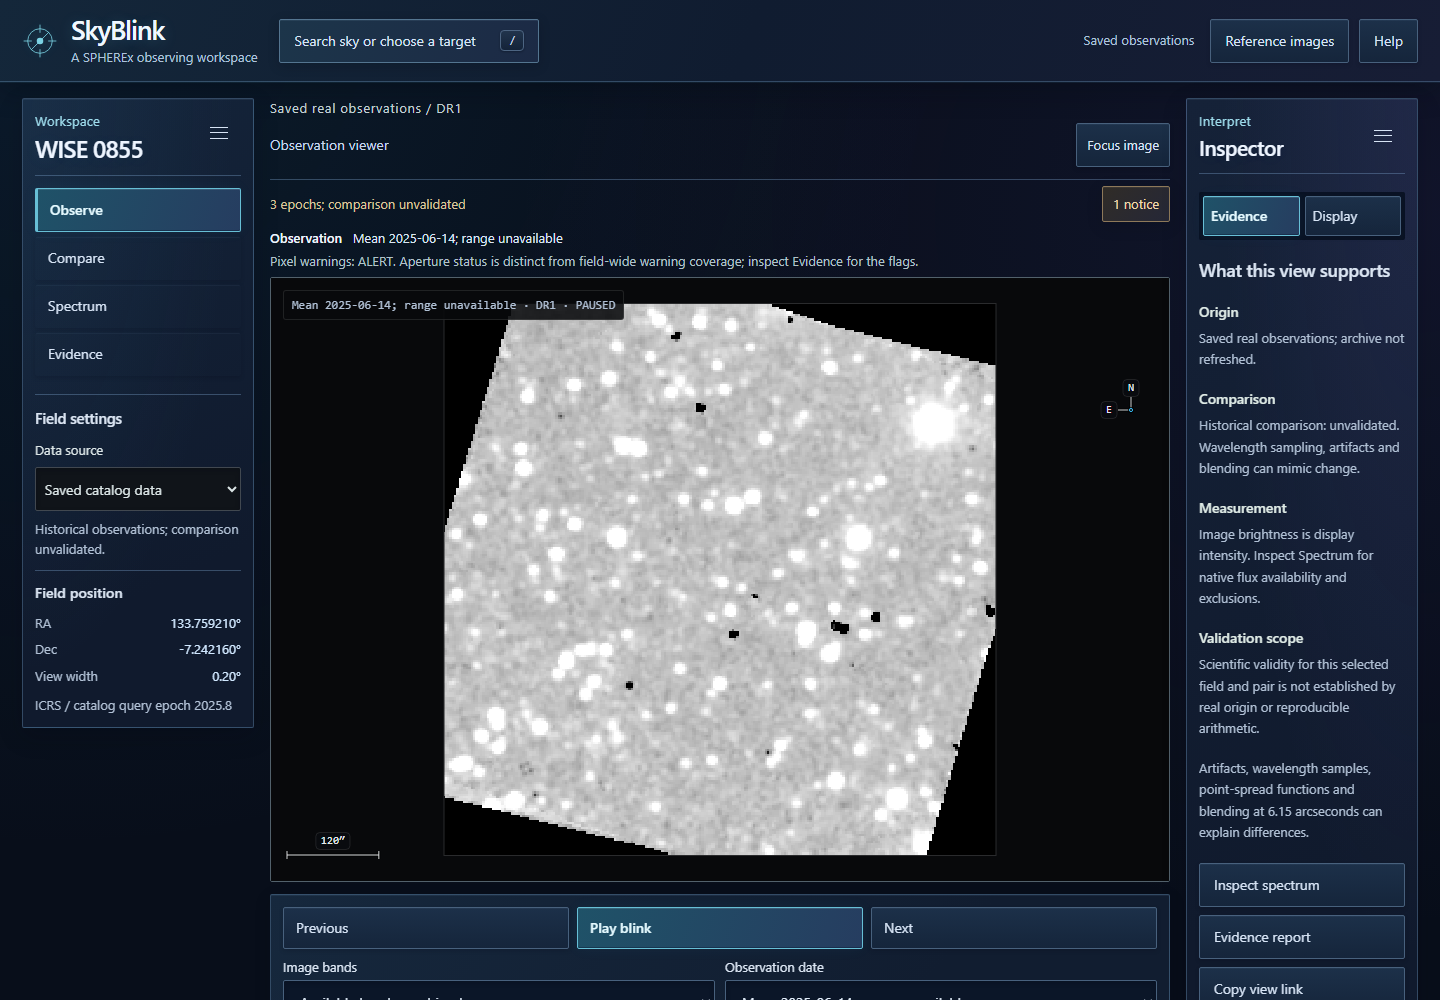 SkyBlink
A SPHEREx observing workspace
Search sky or choose a target /
Saved observations
Reference images
Help
Workspace
WISE 0855
Observe
Compare
Spectrum
Evidence
Field settings
Data source
Saved catalog data
Historical observations; comparison
unvalidated.
Field position
RA 133.759210°
Dec -7.242160°
View width 0.20°
ICRS / catalog query epoch 2025.8
Saved real observations / DR1
Observation viewer
Focus image
3 epochs; comparison unvalidated
1 notice
Observation Mean 2025-06-14; range unavailable
Pixel warnings: ALERT. Aperture status is distinct from field-wide warning coverage; inspect Evidence for the flags.
Mean 2025-06-14; range unavailable · DR1 · PAUSED
N
E
120″
Previous
Play blink
Next
Image bands
Observation date
Interpret
Inspector
Evidence
Display
What this view supports
Origin
Saved real observations; archive not
refreshed.
Comparison
Historical comparison: unvalidated.
Wavelength sampling, artifacts and
blending can mimic change.
Measurement
Image brightness is display
intensity. Inspect Spectrum for
native flux availability and
exclusions.
Validation scope
Scientific validity for this selected
field and pair is not established by
real origin or reproducible
arithmetic.
Artifacts, wavelength samples,
point-spread functions and
blending at 6.15 arcseconds can
explain differences.
Inspect spectrum
Evidence report
Copy view link